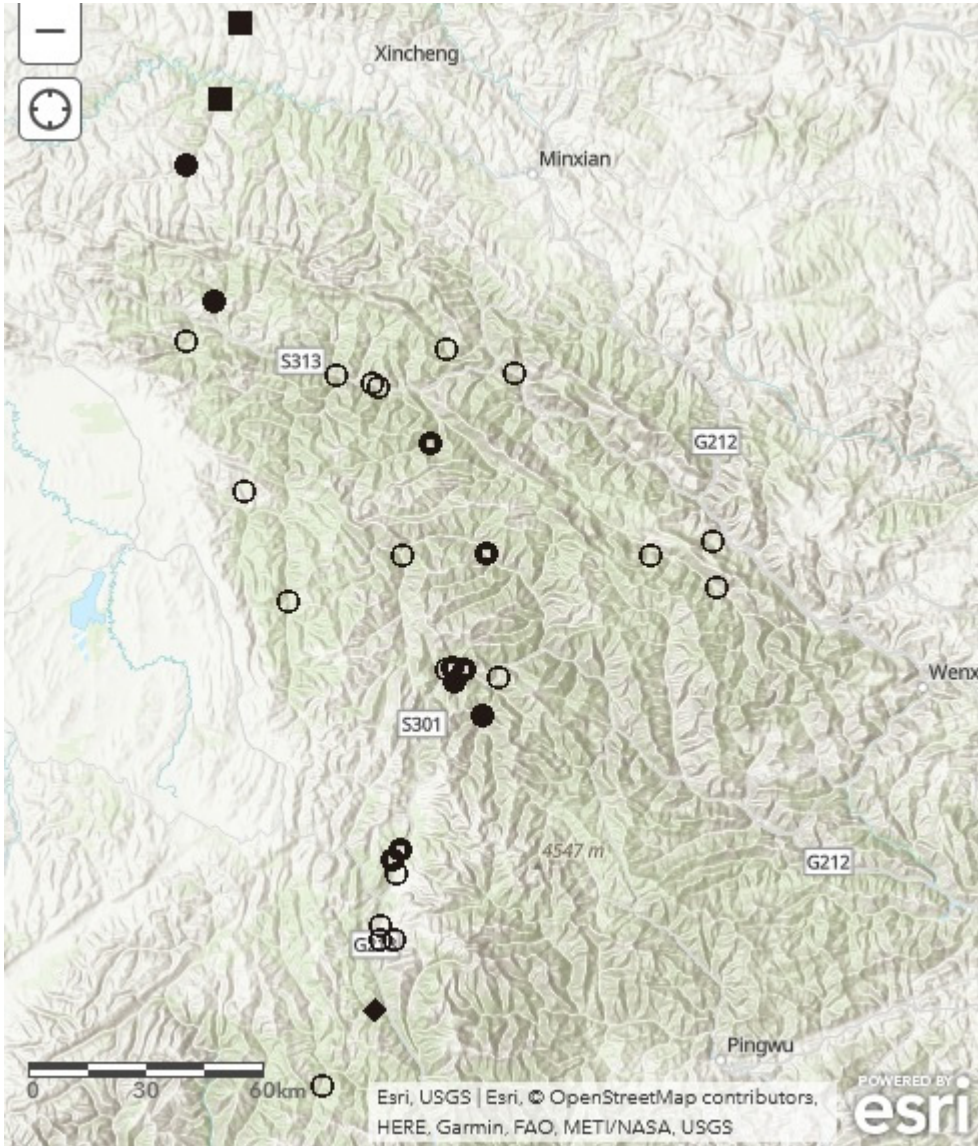 Xincheng
Minxian
S313
G212
Wenx
S301
4547 m
G212
Pingwu
0 30 60km
Esri, USGS | Esri, © OpenStreetMap contributors,
HERE, Garmin, FAO, METI/NASA, USGS
POWERED BY
esri